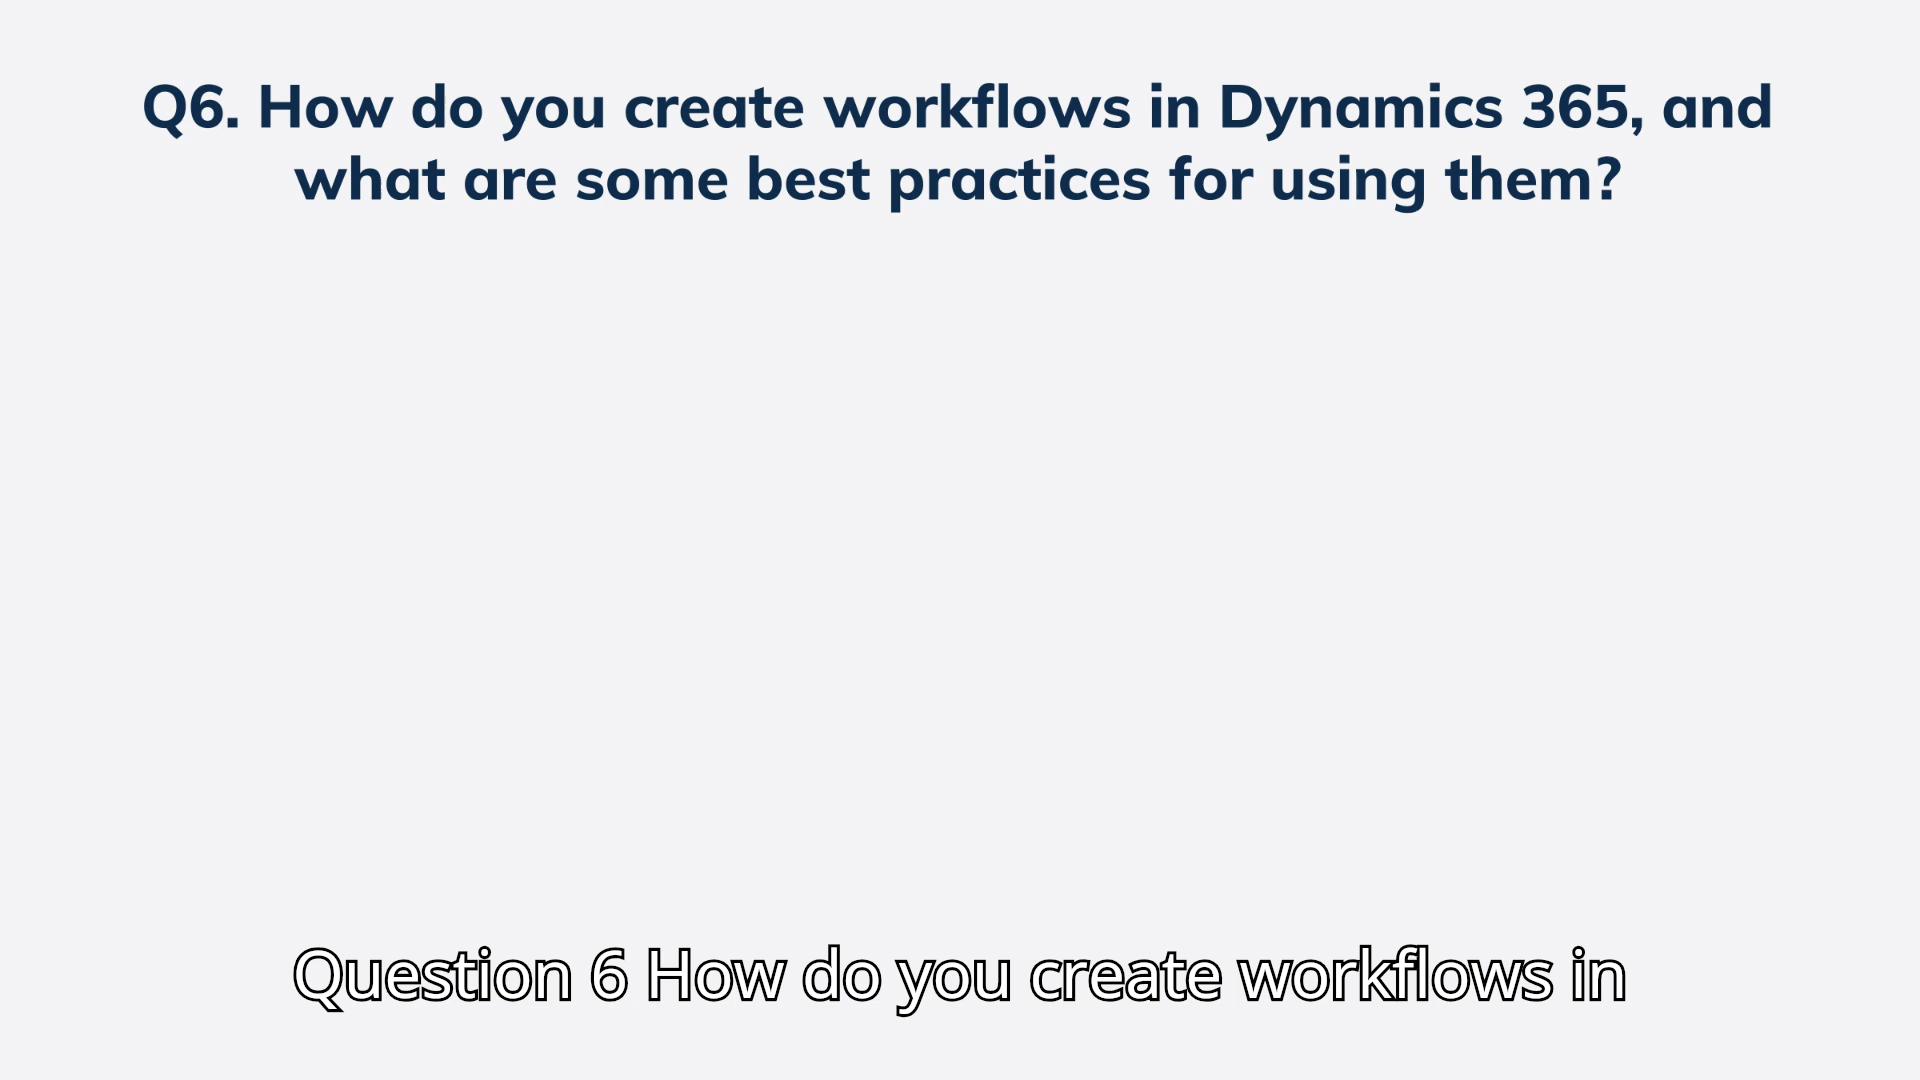 Q6. How do you create workflows in Dynamics 365, and
what are some best practices for using them?
Question 6 How do you create workflows in